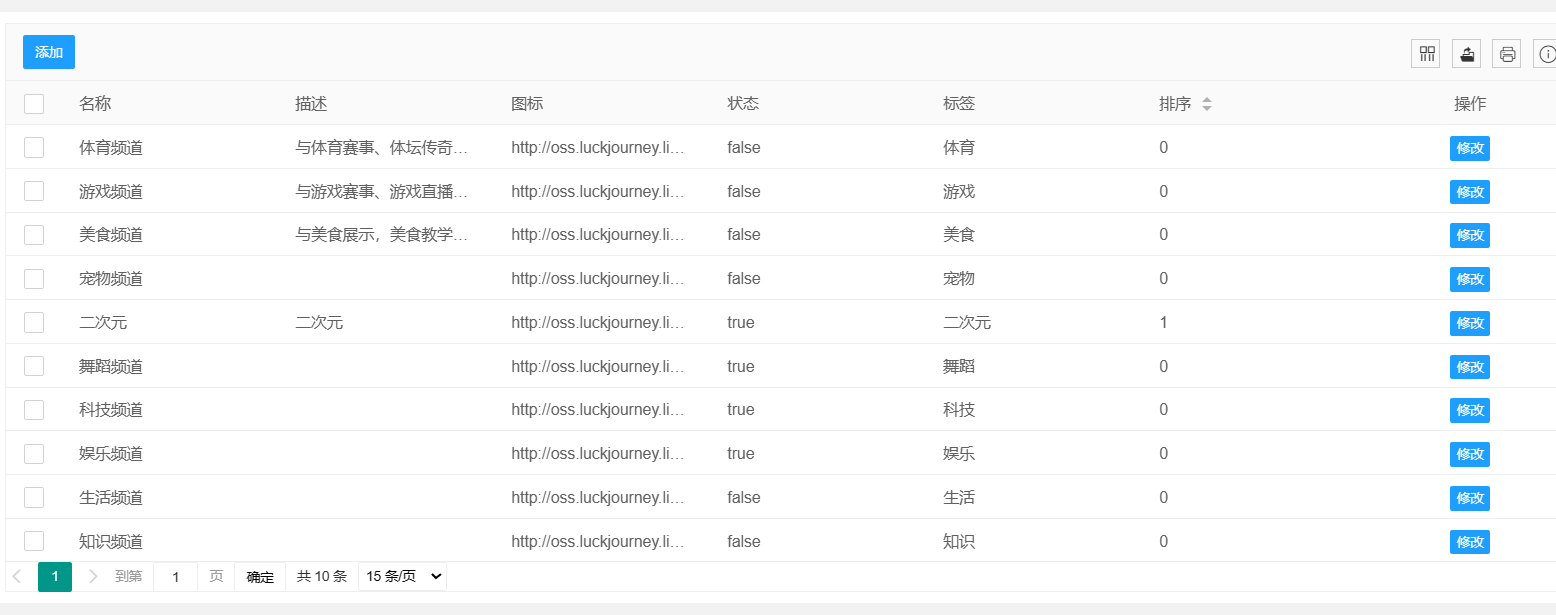 添加
名称 描述 图标 状态 标签 排序 操作
体育频道 与体育赛事、体坛传奇… http://oss.luckjourney.li… false 体育 0 修改
游戏频道 与游戏赛事、游戏直播… http://oss.luckjourney.li… false 游戏 0 修改
美食频道 与美食展示，美食教学… http://oss.luckjourney.li… false 美食 0 修改
宠物频道 http://oss.luckjourney.li… false 宠物 0 修改
二次元 二次元 http://oss.luckjourney.li… true 二次元 1 修改
舞蹈频道 http://oss.luckjourney.li… true 舞蹈 0 修改
科技频道 http://oss.luckjourney.li… true 科技 0 修改
娱乐频道 http://oss.luckjourney.li… true 娱乐 0 修改
生活频道 http://oss.luckjourney.li… false 生活 0 修改
知识频道 http://oss.luckjourney.li… false 知识 0 修改
1 到第 1 页 确定 共 10 条 15 条/页